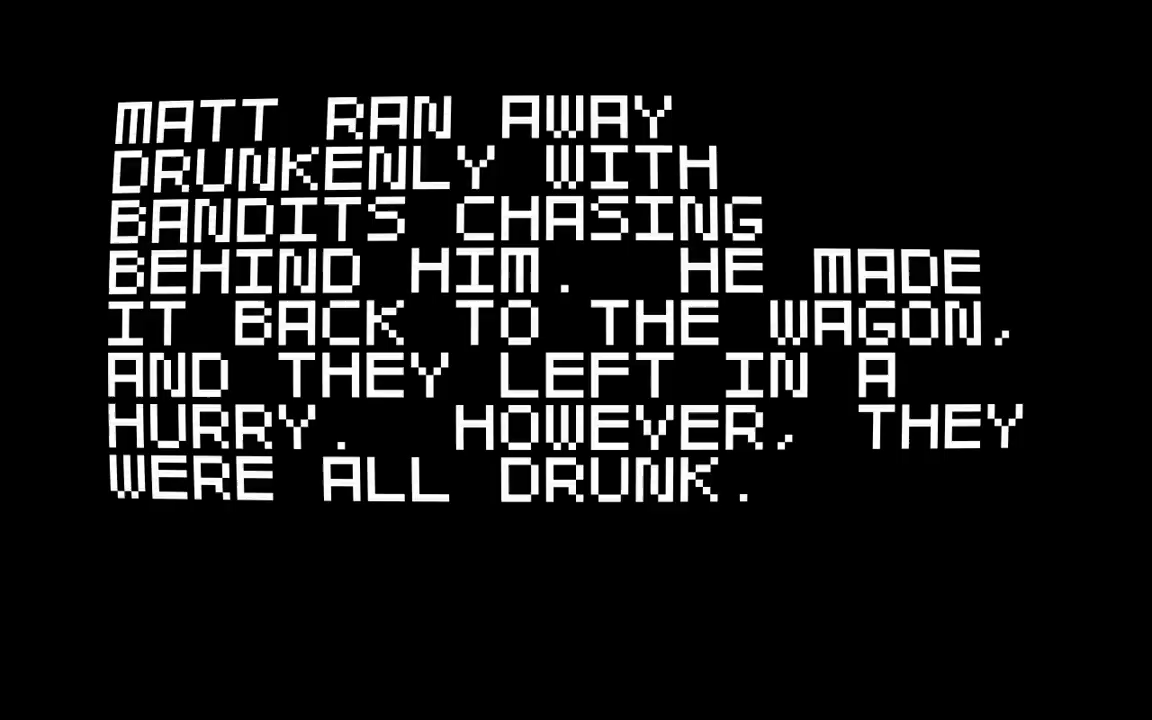 MATT RAN AWAY
DRUNKENLY WITH
BANDITS CHASING
BEHIND HIM.  HE MADE
IT BACK TO THE WAGON,
AND THEY LEFT IN A
HURRY.  HOWEVER, THEY
WERE ALL DRUNK.